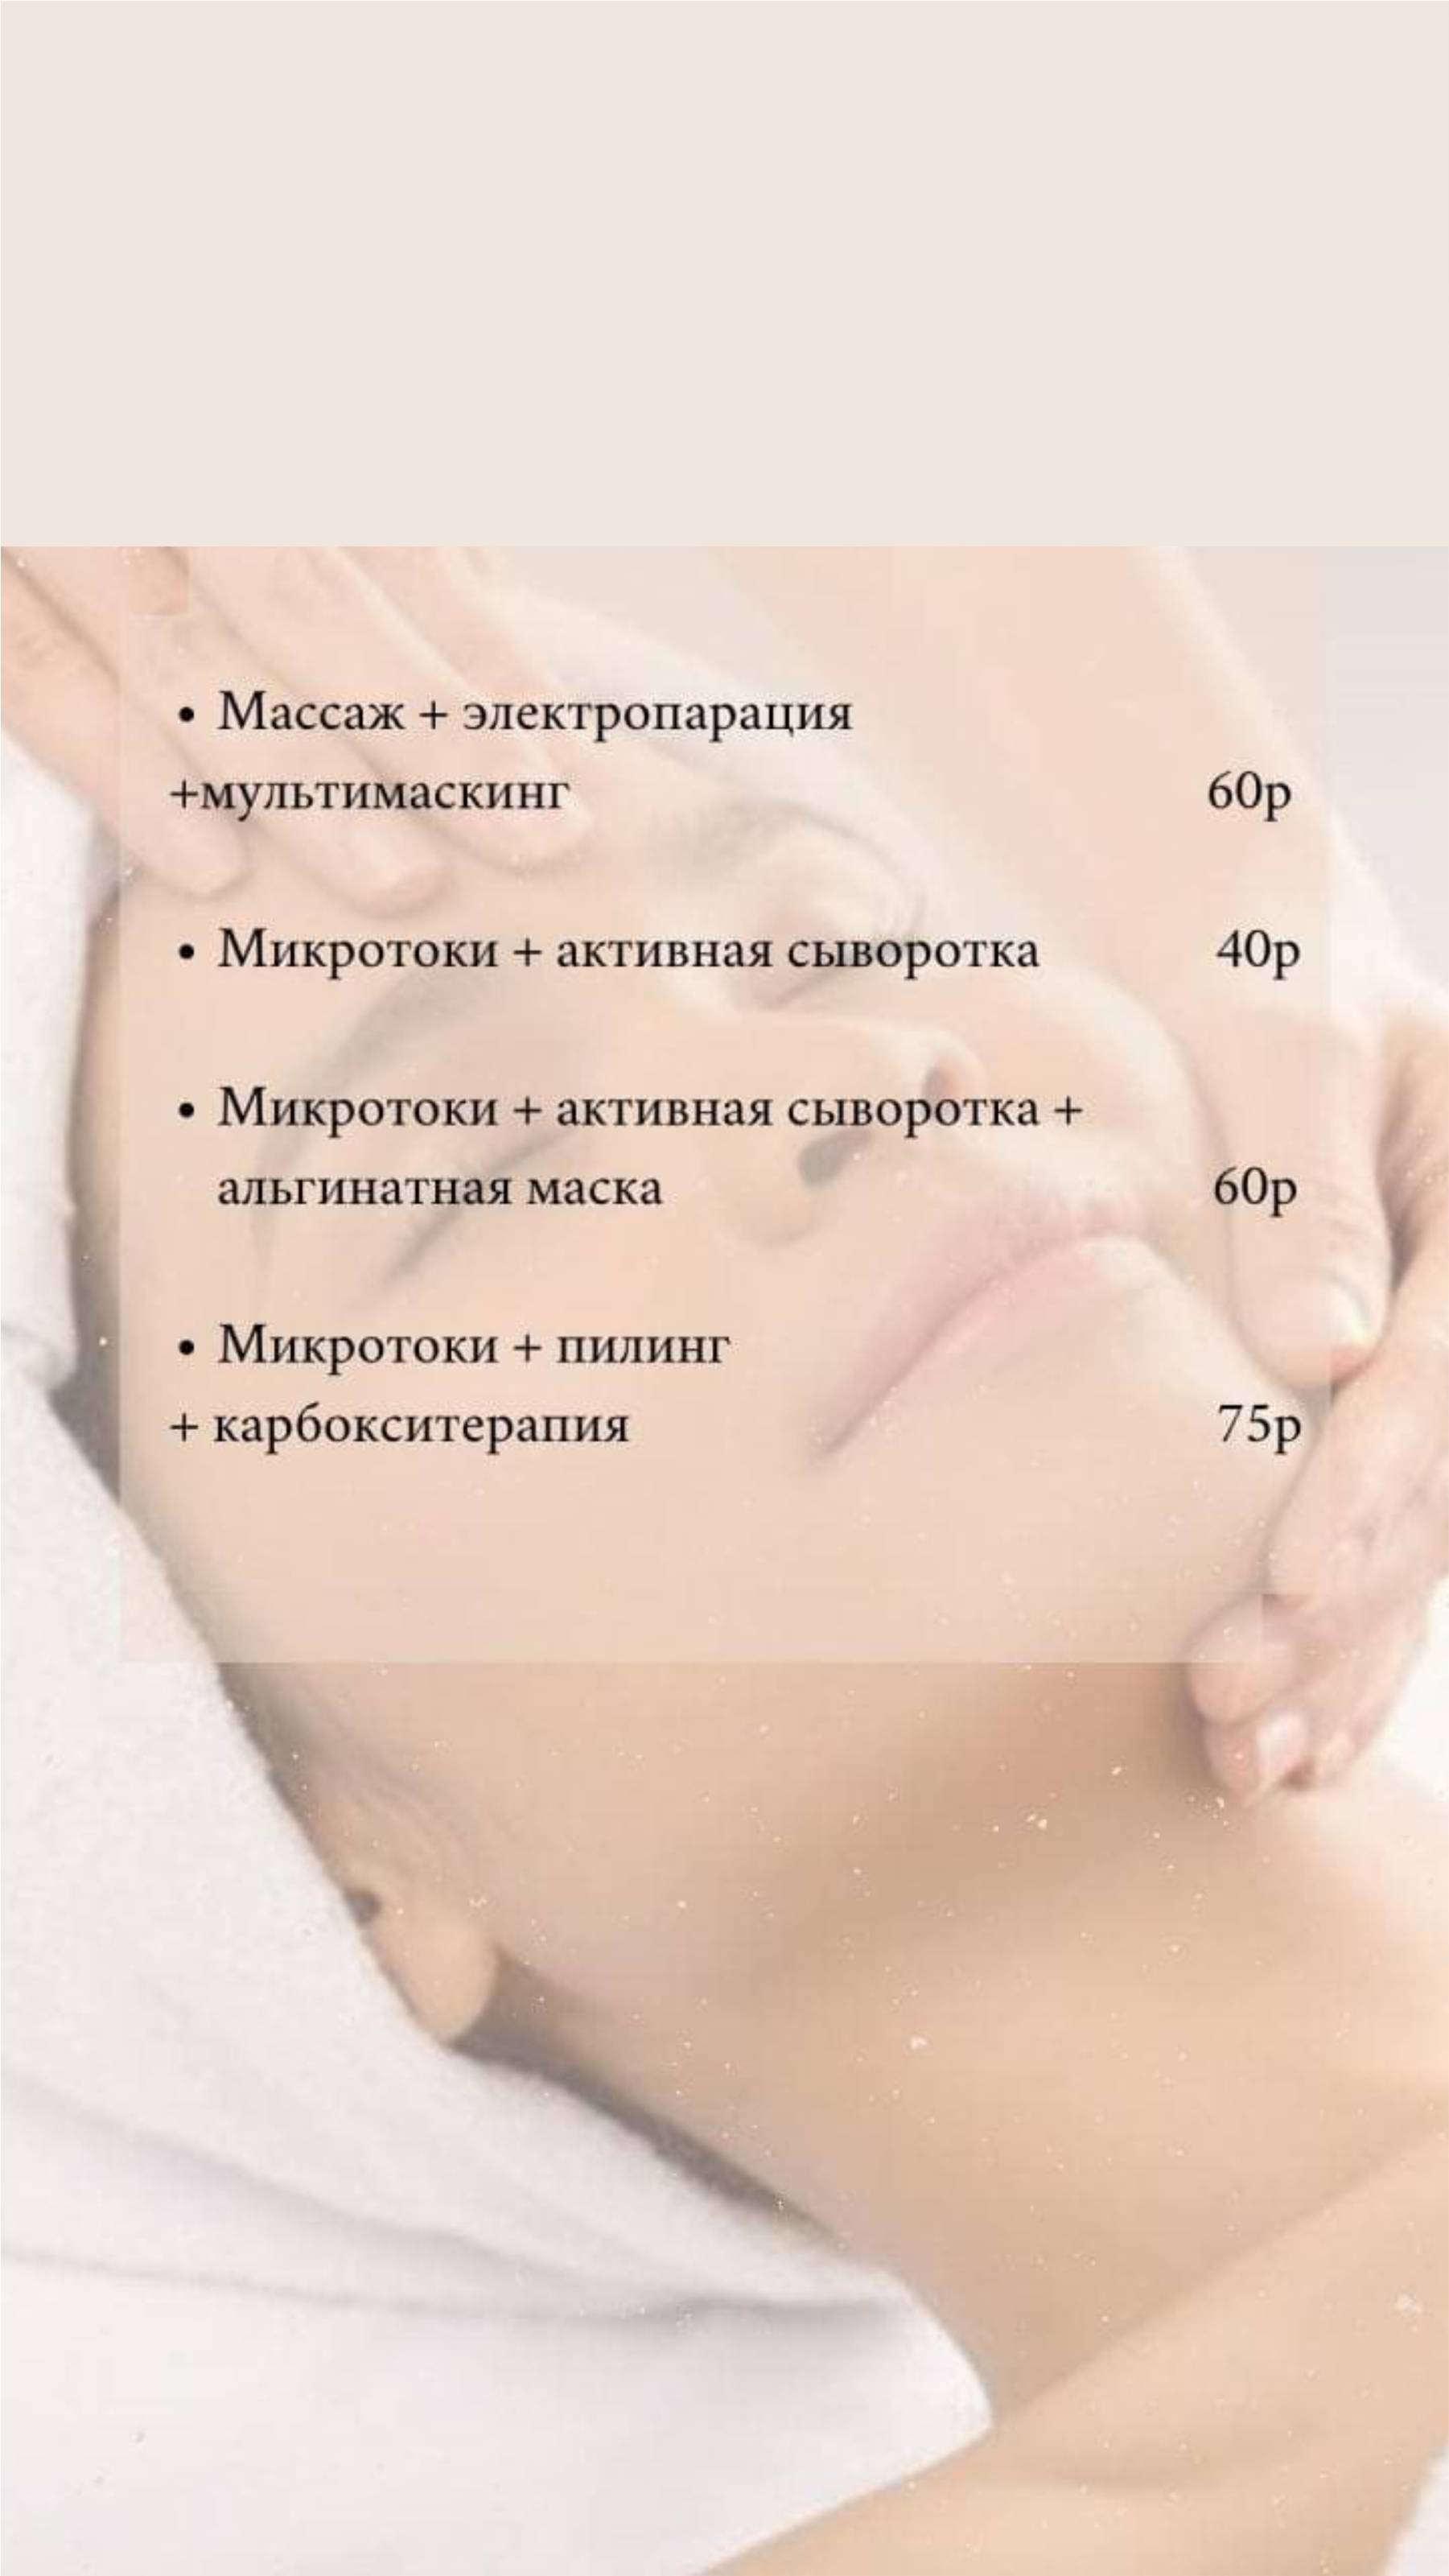 • Массаж + электропарация
+мультимаскинг 60р
• Микротоки + активная сыворотка 40р
• Микротоки + активная сыворотка +
альгинатная маска 60р
• Микротоки + пилинг
+ карбокситерапия 75р